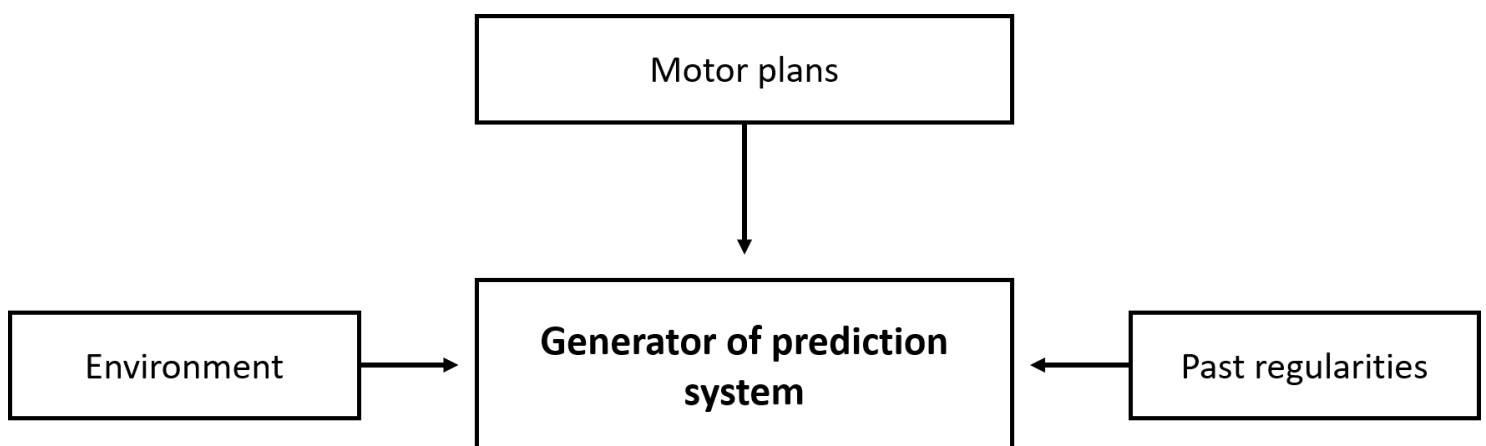 Motor plans
Environment
Generator of prediction
system
Past regularities